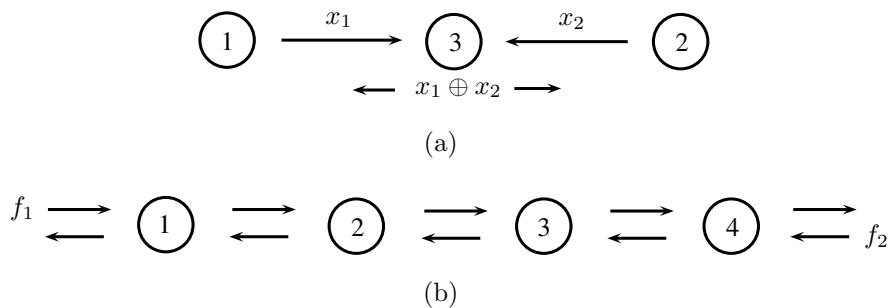 1 x₁ 3 x₂ 2
x₁ ⊕ x₂
(a)
f₁ 1 2 3 4 f₂
(b)